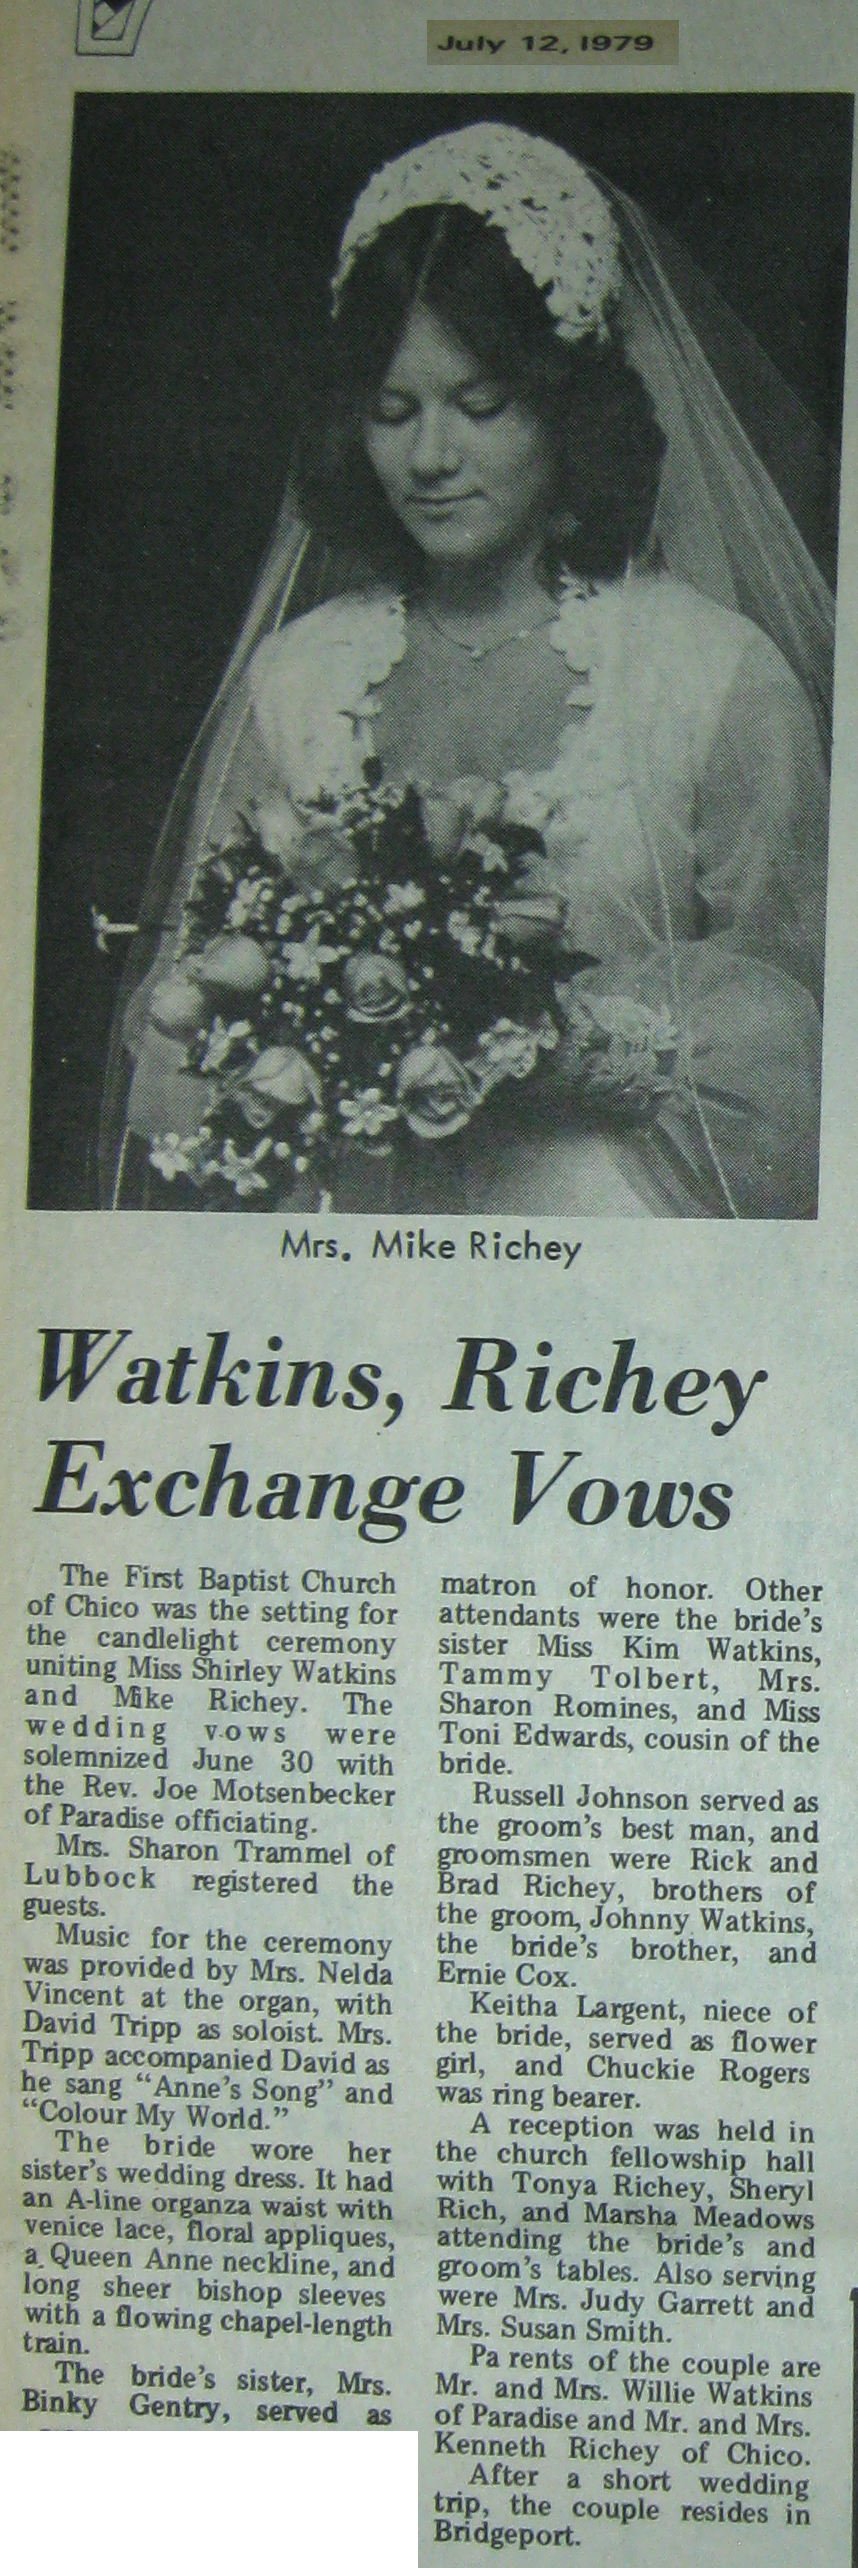 July 12, 1979
Mrs. Mike Richey
Watkins, Richey
Exchange Vows
The First Baptist Church
of Chico was the setting for
the candlelight ceremony
uniting Miss Shirley Watkins
and Mike Richey. The
wedding vows were
solemnized June 30 with
the Rev. Joe Motsenbecker
of Paradise officiating.
Mrs. Sharon Trammel of
Lubbock registered the
guests.
Music for the ceremony
was provided by Mrs. Nelda
Vincent at the organ, with
David Tripp as soloist. Mrs.
Tripp accompanied David as
he sang “Anne’s Song” and
“Colour My World.”
The bride wore her
sister’s wedding dress. It had
an A-line organza waist with
venice lace, floral appliques,
a Queen Anne neckline, and
long sheer bishop sleeves
with a flowing chapel-length
train.
The bride’s sister, Mrs.
Binky Gentry, served as
matron of honor. Other
attendants were the bride’s
sister Miss Kim Watkins,
Tammy Tolbert, Mrs.
Sharon Romines, and Miss
Toni Edwards, cousin of the
bride.
Russell Johnson served as
the groom’s best man, and
groomsmen were Rick and
Brad Richey, brothers of
the groom, Johnny Watkins,
the bride’s brother, and
Ernie Cox.
Keitha Largent, niece of
the bride, served as flower
girl, and Chuckie Rogers
was ring bearer.
A reception was held in
the church fellowship hall
with Tonya Richey, Sheryl
Rich, and Marsha Meadows
attending the bride’s and
groom’s tables. Also serving
were Mrs. Judy Garrett and
Mrs. Susan Smith.
Pa rents of the couple are
Mr. and Mrs. Willie Watkins
of Paradise and Mr. and Mrs.
Kenneth Richey of Chico.
After a short wedding
trip, the couple resides in
Bridgeport.